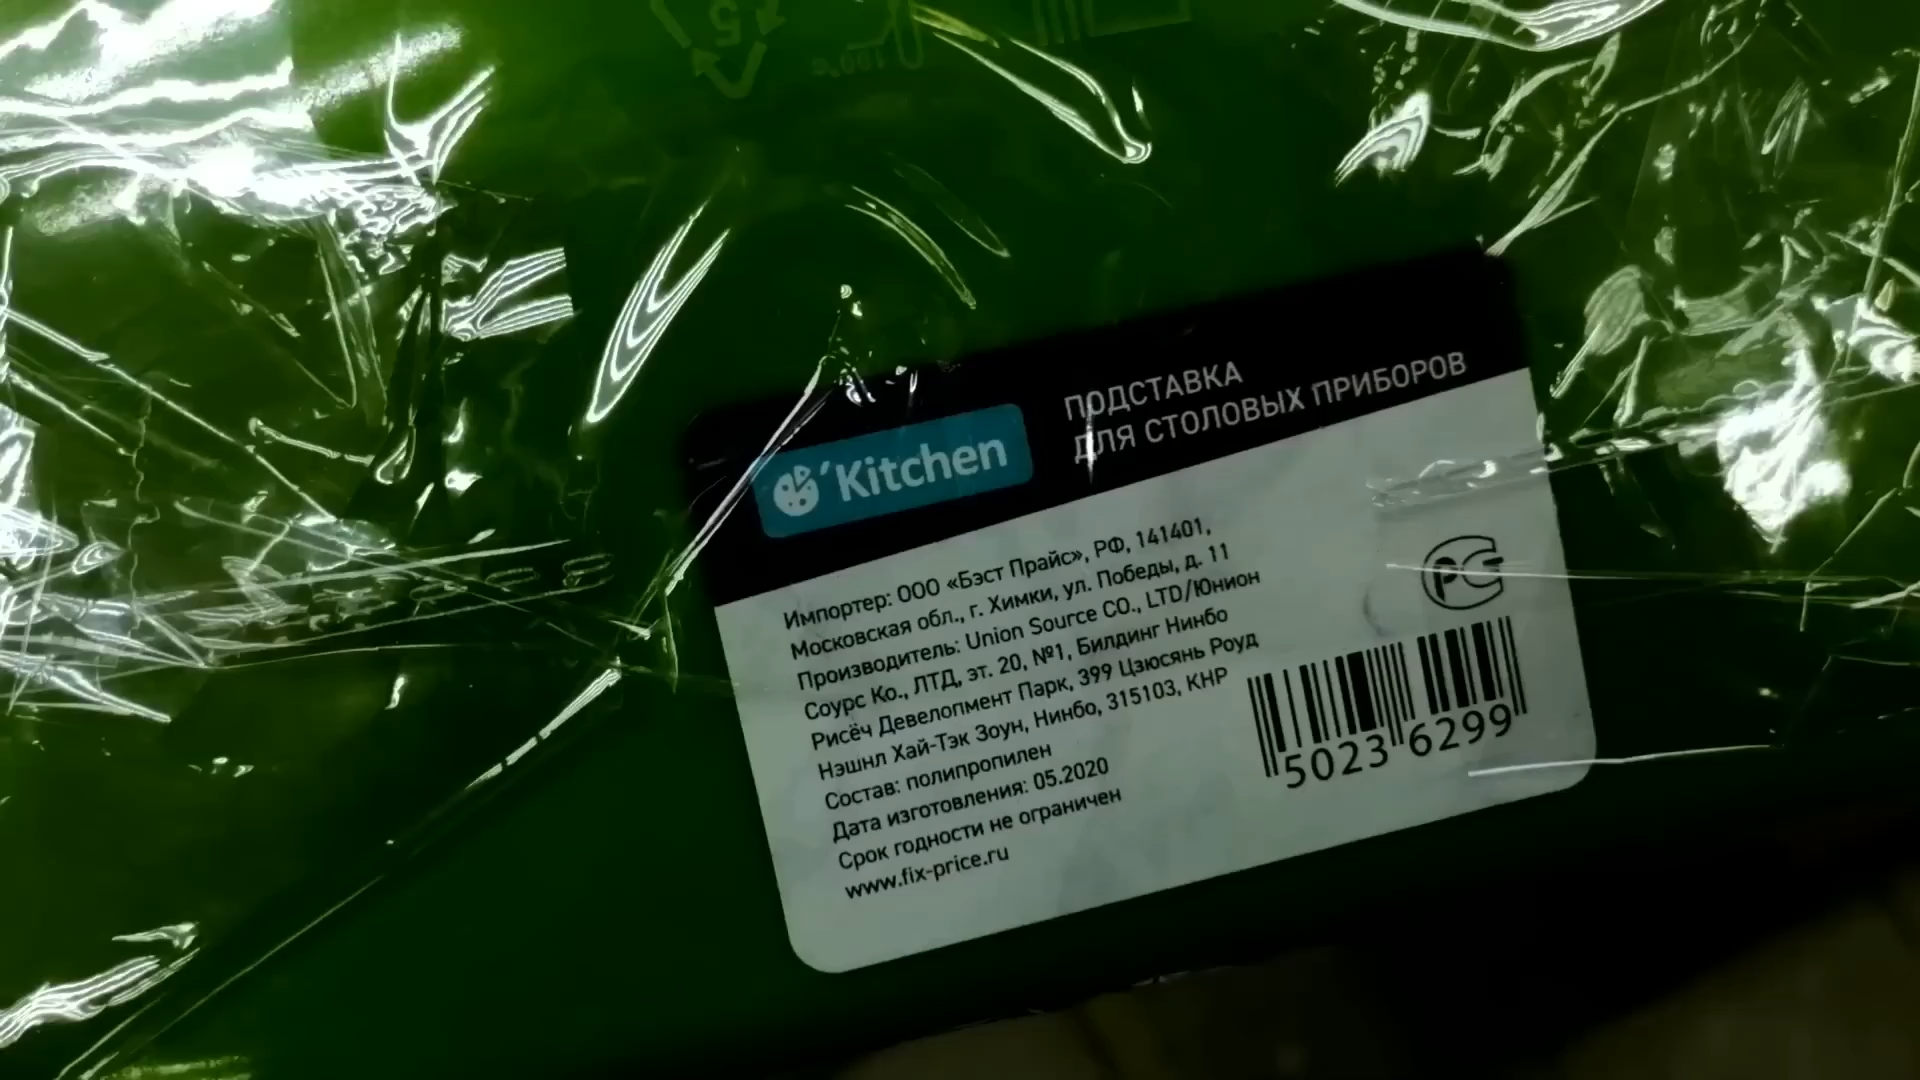 5
'Kitchen
ПОДСТАВКА
ДЛЯ СТОЛОВЫХ ПРИБОРОВ
Импортер: ООО «Бэст Прайс», РФ, 141401,
Московская обл., г. Химки, ул. Победы, д. 11
Производитель: Union Source CO., LTD/Юнион
Соурс Ко., ЛТД, эт. 20, №1, Билдинг Нинбо
Рисёч Девелопмент Парк, 399 Цзюсянь Роуд
Нэшнл Хай-Тэк Зоун, Нинбо, 315103, КНР
Состав: полипропилен
Дата изготовления: 05.2020
Срок годности не ограничен
www.fix-price.ru
РС
5023 6299